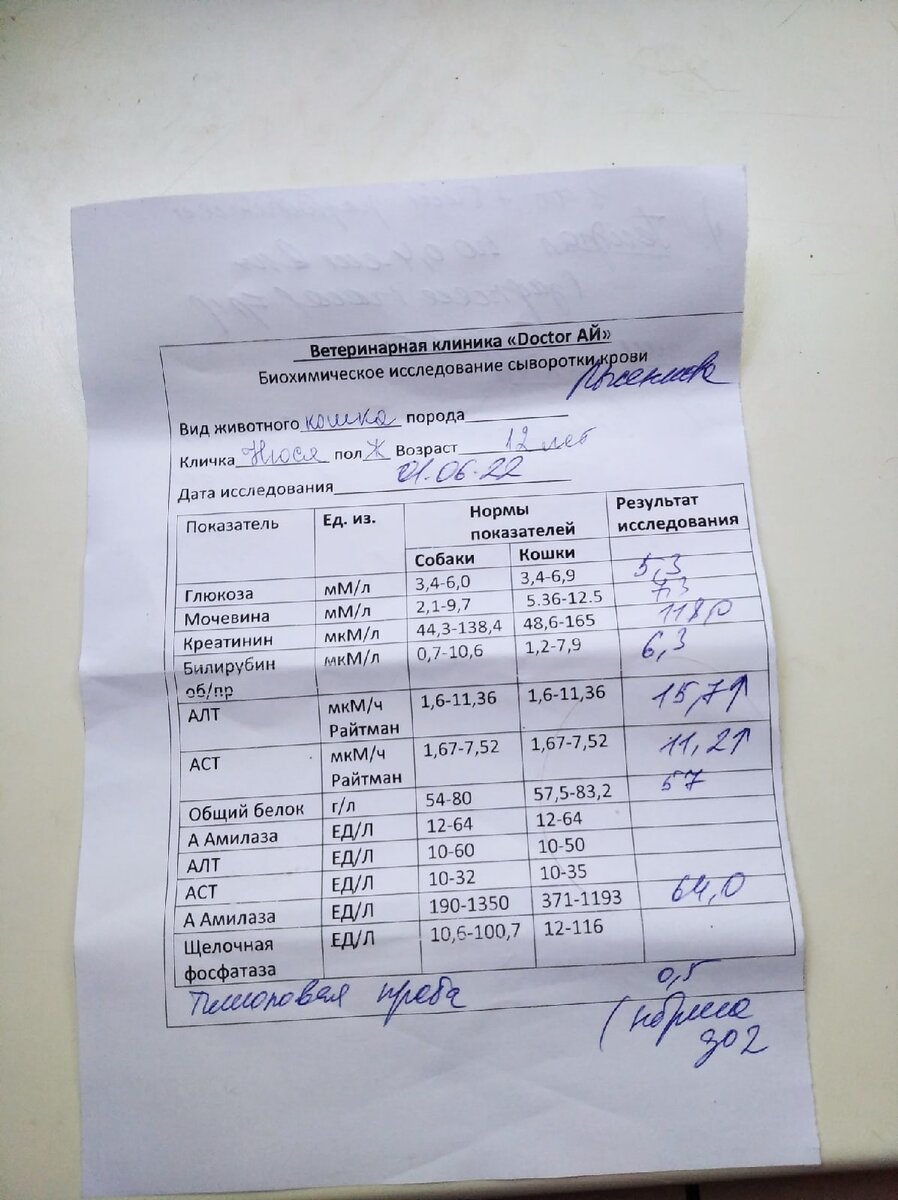 Ветеринарная клиника «Doctor АЙ»
Биохимическое исследование сыворотки крови
Вид животного кошка порода
Кличка Нюся пол Ж Возраст 12 лет
Дата исследования 01.06.22
Показатель Ед. из. Нормы показателей Результат исследования
Собаки Кошки
Глюкоза мМ/л 3,4-6,0 3,4-6,9 5,3
Мочевина мМ/л 2,1-9,7 5.36-12.5 7,3
Креатинин мкМ/л 44,3-138,4 48,6-165 118,0
Билирубин об/пр мкМ/л 0,7-10,6 1,2-7,9 6,3
АЛТ мкМ/ч Райтман 1,6-11,36 1,6-11,36 15,7↑
АСТ мкМ/ч Райтман 1,67-7,52 1,67-7,52 11,2↑
Общий белок г/л 54-80 57,5-83,2 57
А Амилаза ЕД/Л 12-64 12-64
АЛТ ЕД/Л 10-60 10-50
АСТ ЕД/Л 10-32 10-35
А Амилаза ЕД/Л 190-1350 371-1193 64,0
Щелочная фосфатаза ЕД/Л 10,6-100,7 12-116
Тимоловая проба 0,5
(норма
до 2